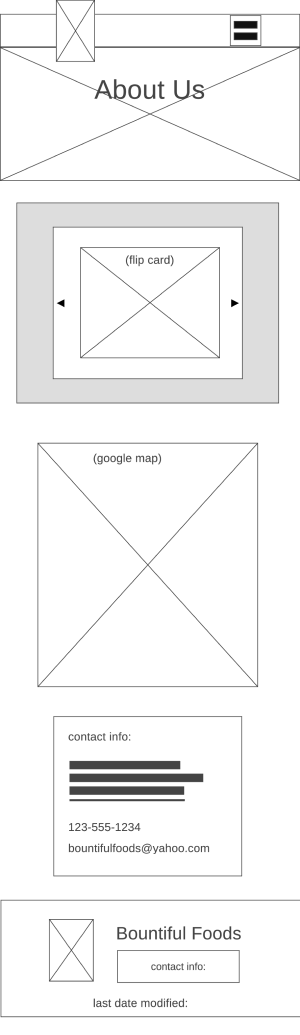 About Us
(flip card)
(google map)
contact info:
123-555-1234
bountifulfoods@yahoo.com
Bountiful Foods
contact info:
last date modified: